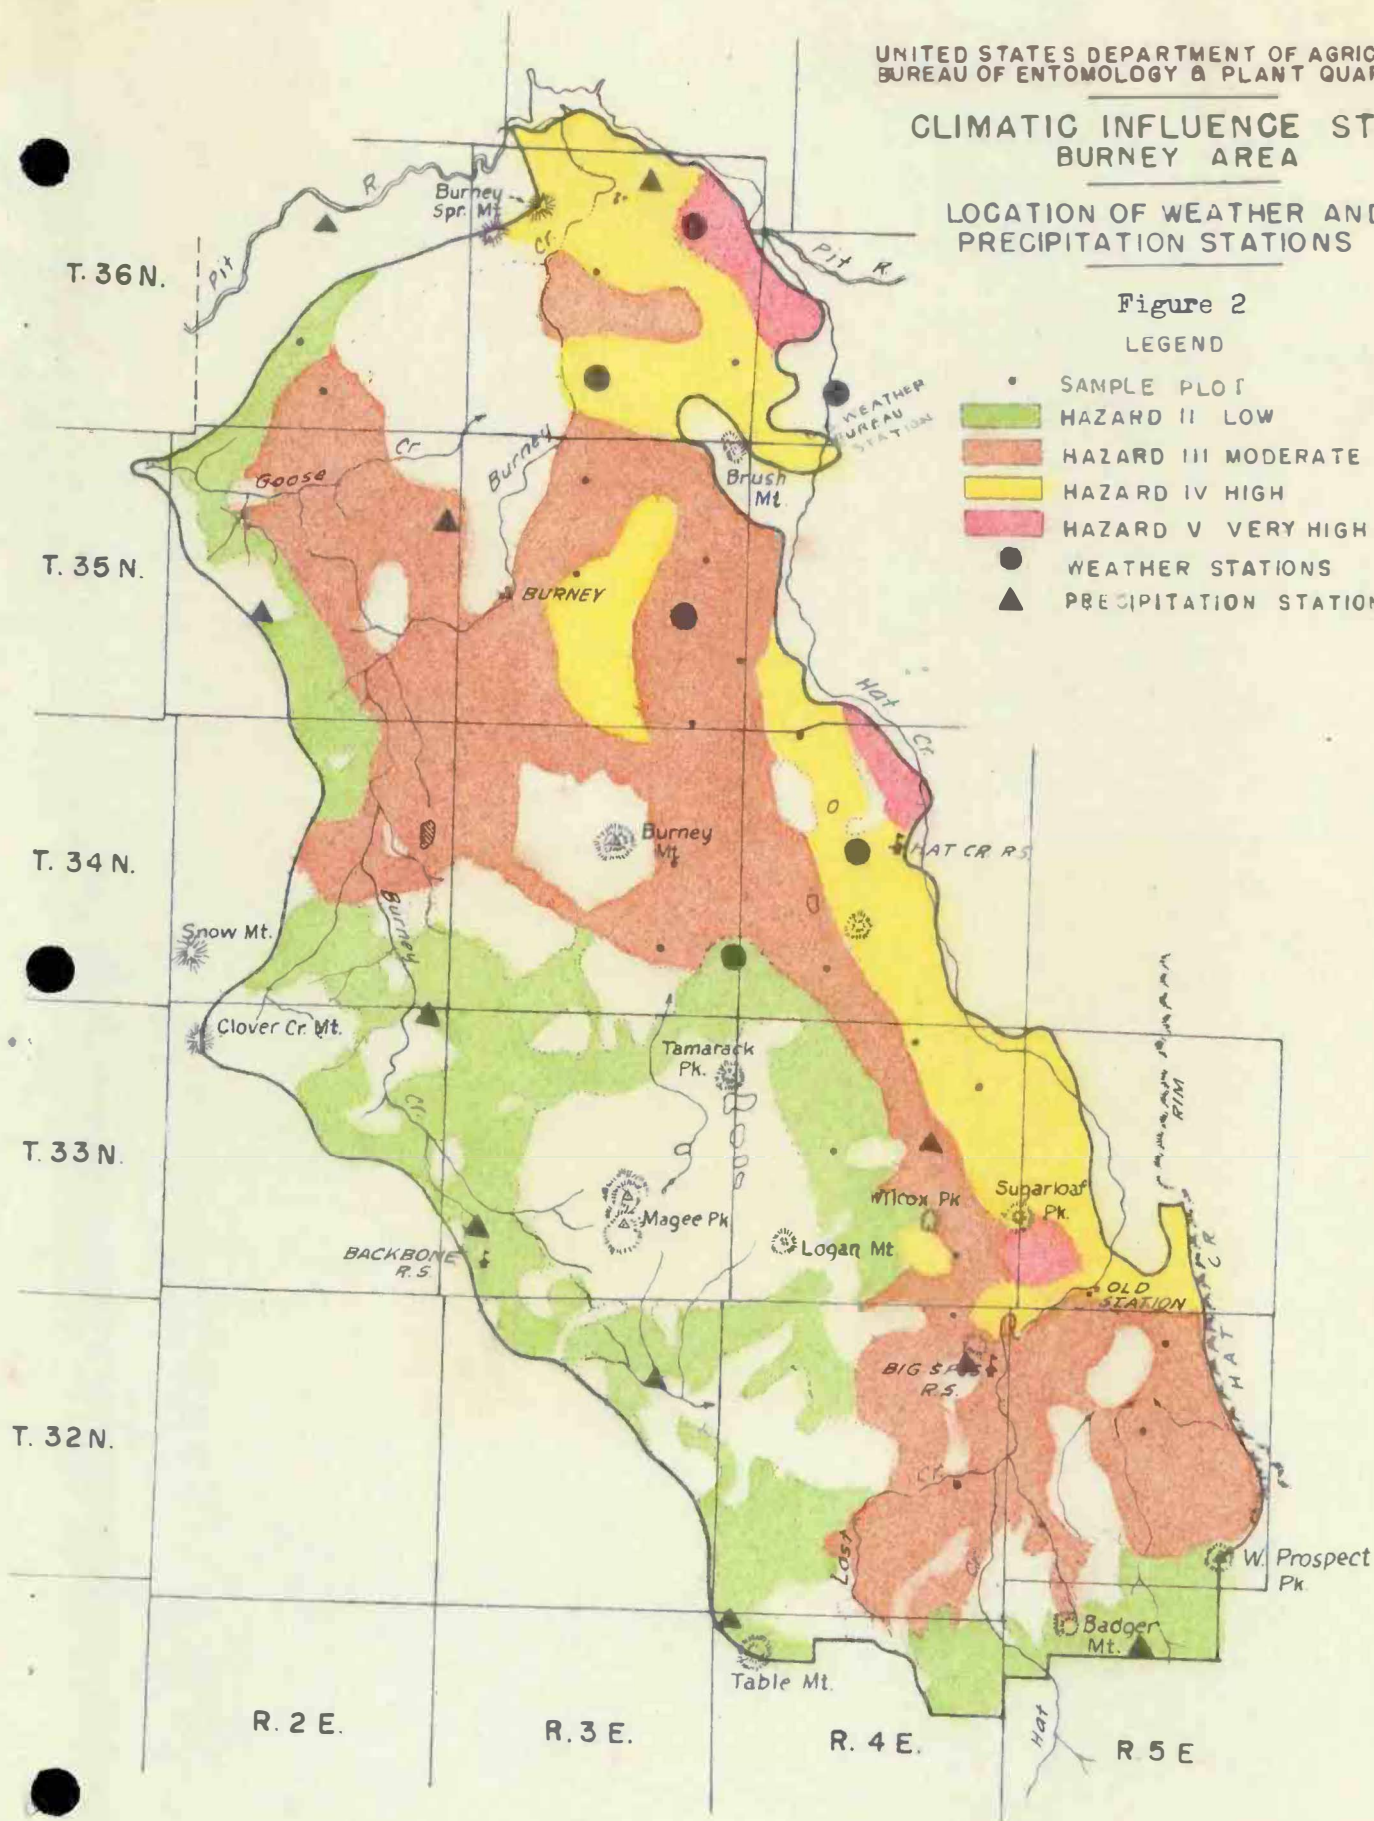 UNITED STATES DEPARTMENT OF AGRIC
BUREAU OF ENTOMOLOGY & PLANT QUAR
CLIMATIC INFLUENCE ST
BURNEY AREA
LOCATION OF WEATHER AND
PRECIPITATION STATIONS
Figure 2
LEGEND
SAMPLE PLOT
HAZARD II LOW
HAZARD III MODERATE
HAZARD IV HIGH
HAZARD V VERY HIGH
WEATHER STATIONS
PRECIPITATION STATION
Pit
R
Burney
Spr. Mt.
Cr.
Pit R
T. 36 N.
WEATHER
BUREAU
STATION
Goose
Cr
Burney
Brush
Mt.
T. 35 N.
BURNEY
Hat
Cr.
T. 34 N.
Burney
Mt.
HAT CR. R.S.
Burney
Snow Mt.
Clover Cr. Mt.
Tamarack
Pk.
Cr.
RIM
T. 33 N.
Magee Pk
Wilcox Pk
Sugarloaf
Pk.
Logan Mt
BACKBONE
R.S.
OLD
STATION
HAT CR
BIG SPGS
R.S.
T. 32 N.
Cr.
Lost
Cr.
W. Prospect
Pk.
Badger
Mt.
Table Mt.
Hat
R. 2 E.
R. 3 E.
R. 4 E.
R 5 E